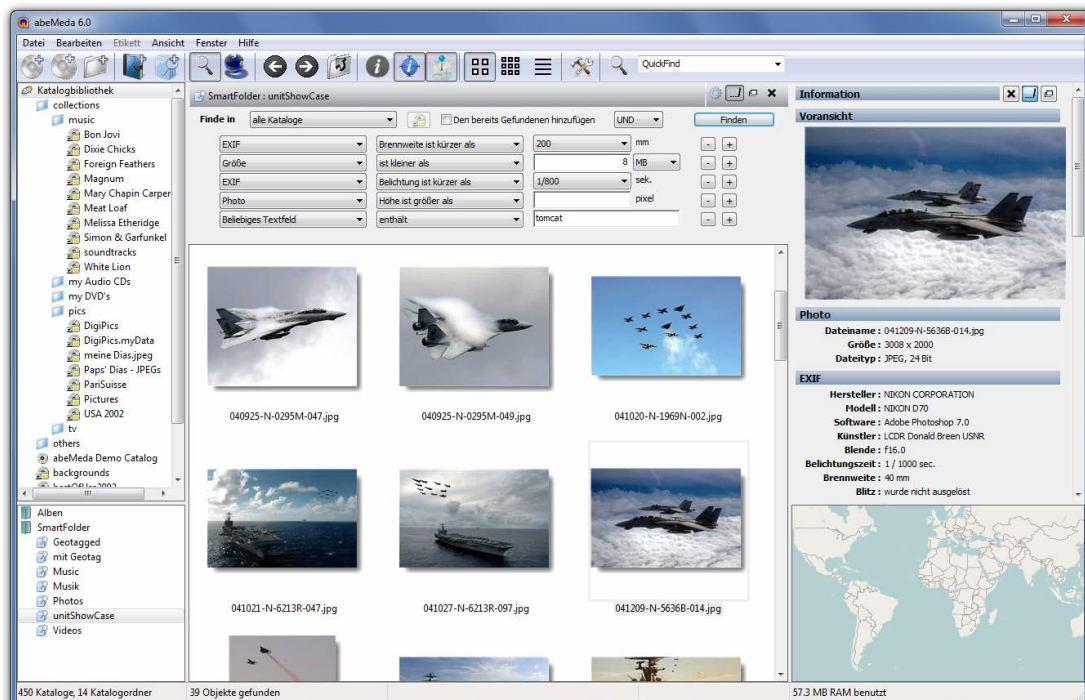 abeMeda 6.0
Datei Bearbeiten Etikett Ansicht Fenster Hilfe
QuickFind
Katalogbibliothek
collections
music
Bon Jovi
Dixie Chicks
Foreign Feathers
Magnum
Mary Chapin Carper
Meat Loaf
Melissa Etheridge
Simon & Garfunkel
soundtracks
White Lion
my Audio CDs
my DVD's
pics
DigiPics
DigiPics.myData
meine Dias.jpeg
Paps' Dias - JPEGs
PariSuisse
Pictures
USA 2002
tv
others
abeMeda Demo Catalog
backgrounds
Alben
SmartFolder
Geotagged
mit Geotag
Music
Musik
Photos
unitShowCase
Videos
SmartFolder : unitShowCase
Finde in alle Kataloge Den bereits Gefundenen hinzufügen UND Finden
EXIF Brennweite ist kürzer als 200 mm - +
Größe ist kleiner als 8 MB - +
EXIF Belichtung ist kürzer als 1/800 sek. - +
Photo Höhe ist größer als pixel - +
Beliebiges Textfeld enthält tomcat - +
040925-N-0295M-047.jpg 040925-N-0295M-049.jpg 041020-N-1969N-002.jpg
041021-N-6213R-047.jpg 041027-N-6213R-097.jpg 041209-N-5636B-014.jpg
Information
Voransicht
Photo
Dateiname : 041209-N-5636B-014.jpg
Größe : 3008 x 2000
Dateityp : JPEG, 24 Bit
EXIF
Hersteller : NIKON CORPORATION
Modell : NIKON D70
Software : Adobe Photoshop 7.0
Künstler : LCDR Donald Breen USNR
Blende : f16.0
Belichtungszeit : 1 / 1000 sec.
Brennweite : 40 mm
Blitz : wurde nicht ausgelöst
450 Kataloge, 14 Katalogordner 39 Objekte gefunden 57.3 MB RAM benutzt